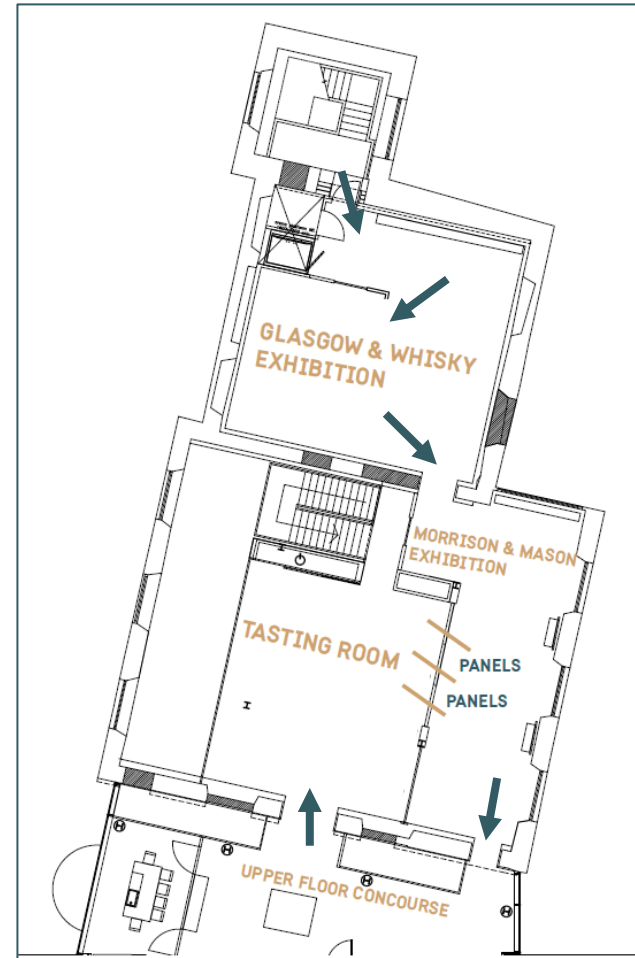 GLASGOW & WHISKY
EXHIBITION
MORRISON & MASON
EXHIBITION
TASTING ROOM
PANELS
PANELS
UPPER FLOOR CONCOURSE